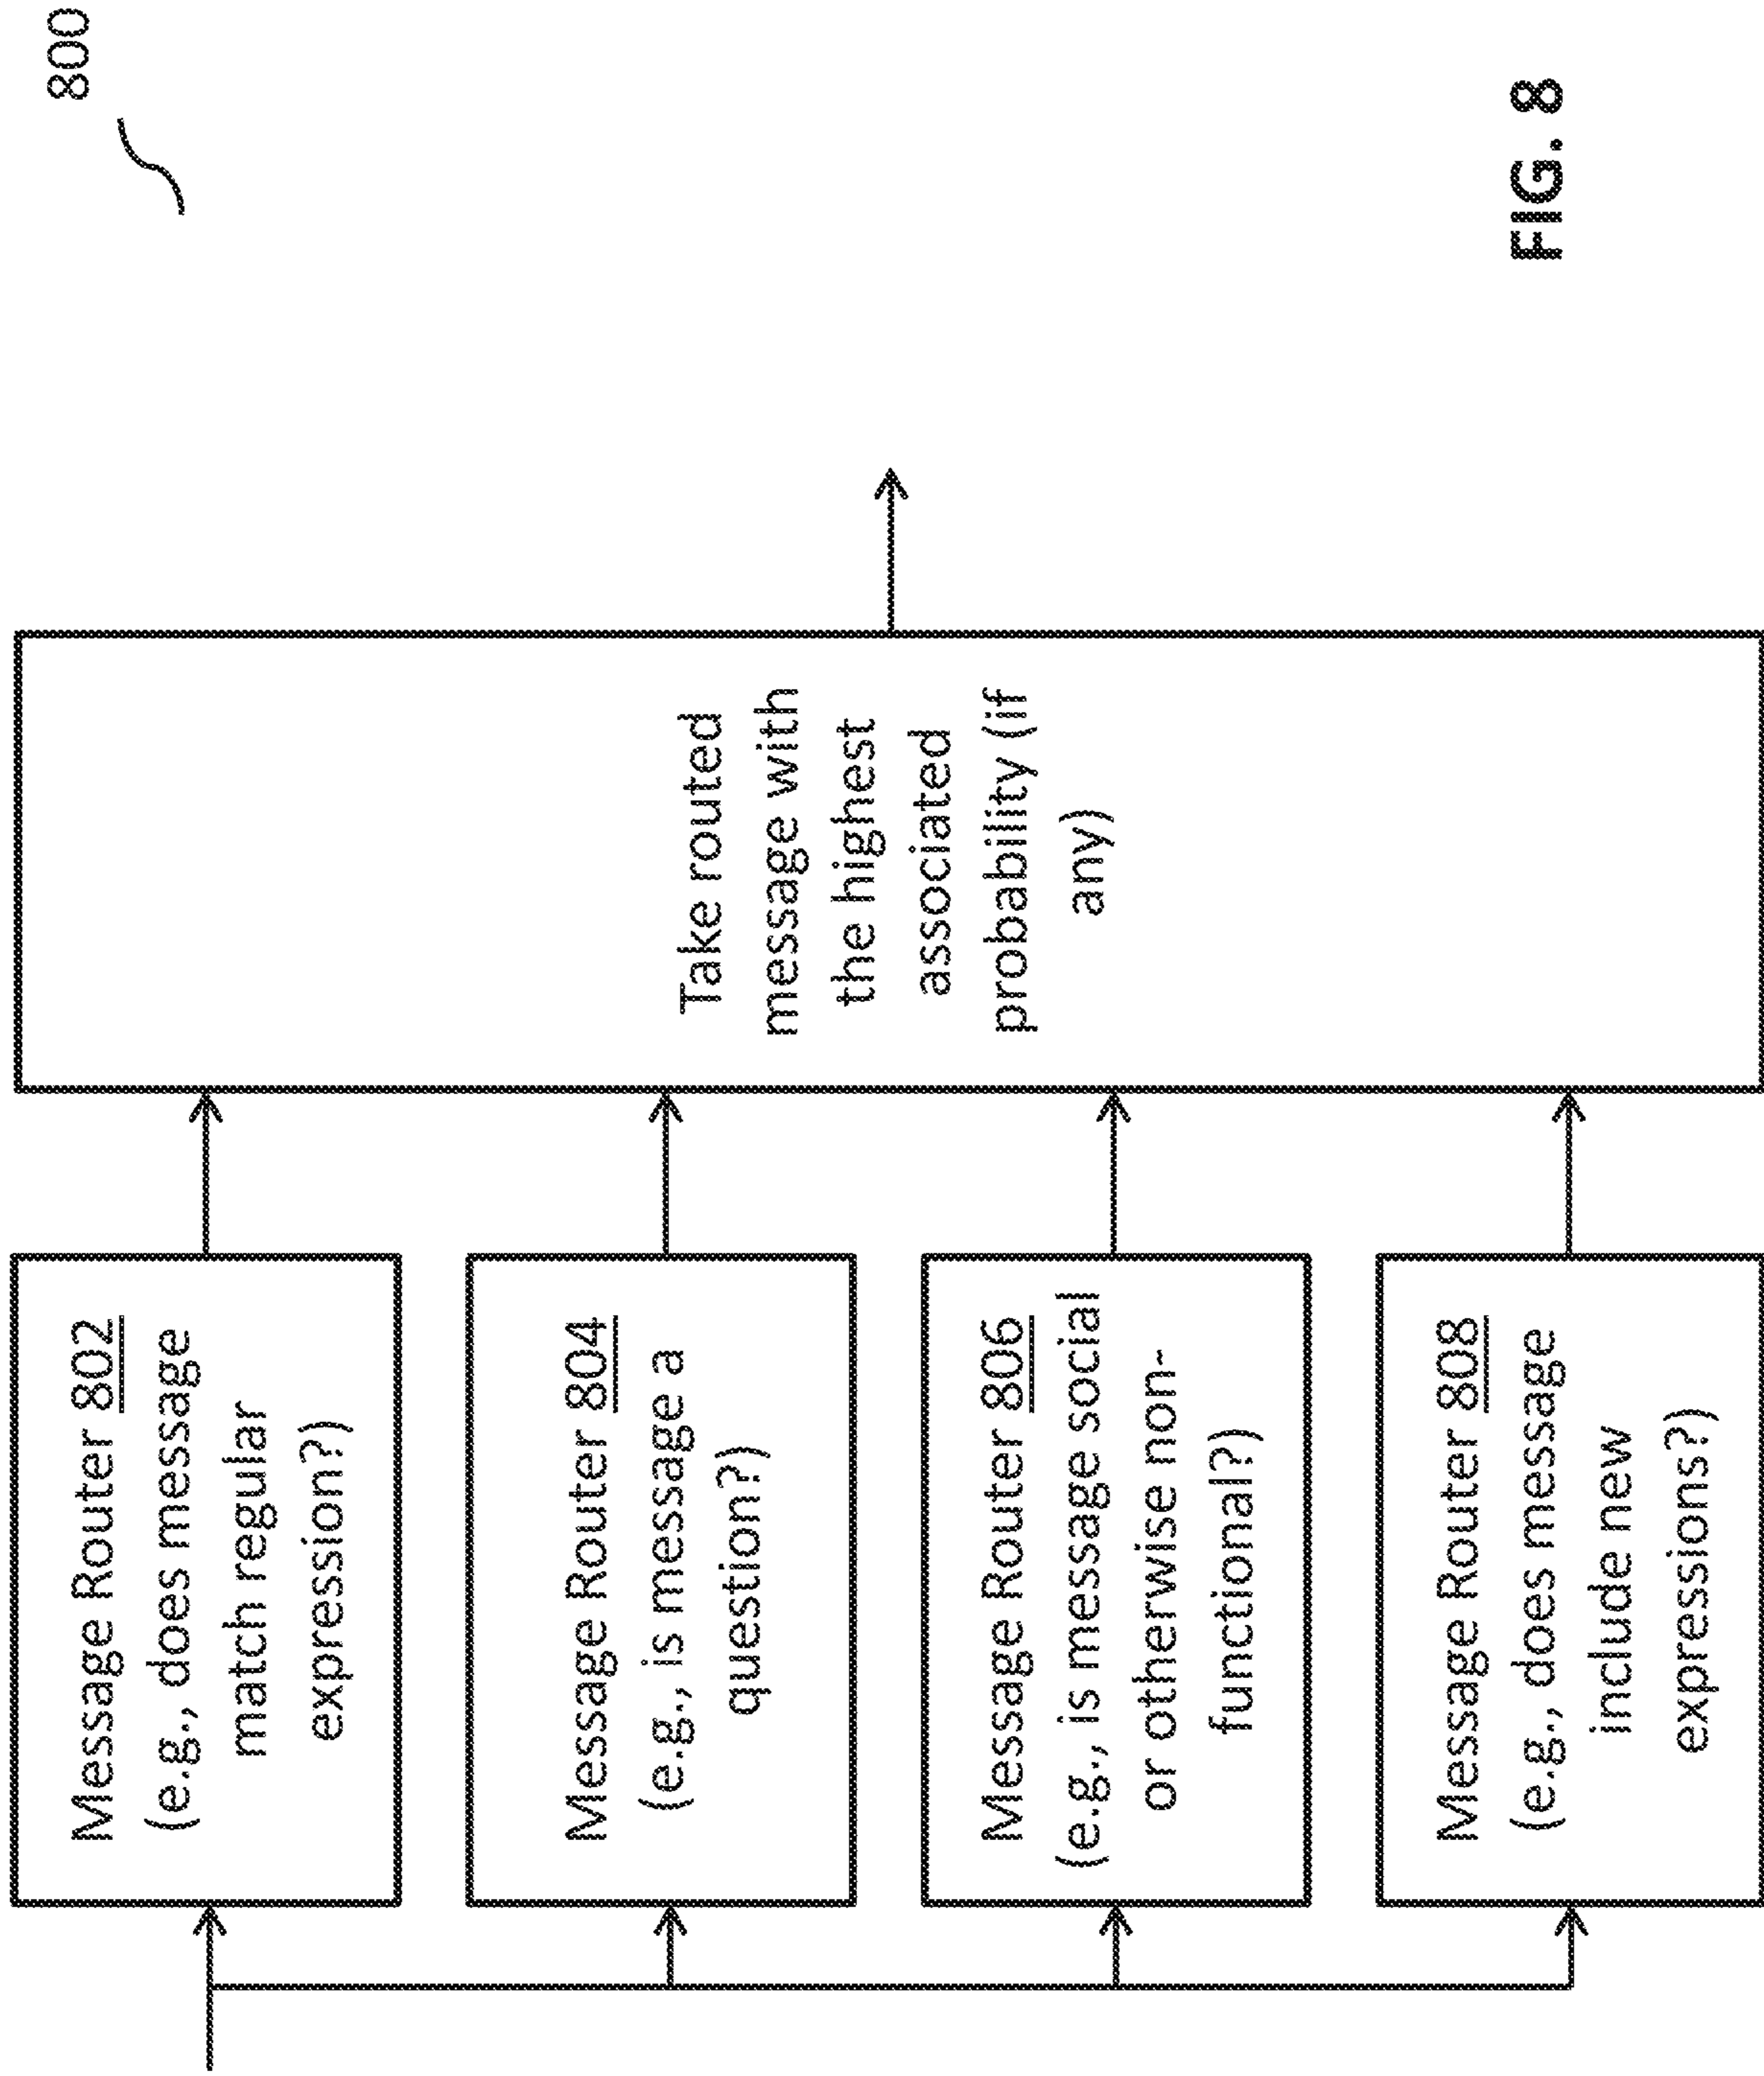 800
Message Router 802
(e.g., does message
match regular
expression?)
Message Router 804
(e.g., is message a
question?)
Message Router 806
(e.g., is message social
or otherwise non-
functional?)
Message Router 808
(e.g., does message
include new
expressions?)
Take routed
message with
the highest
associated
probability (if
any)
FIG. 8